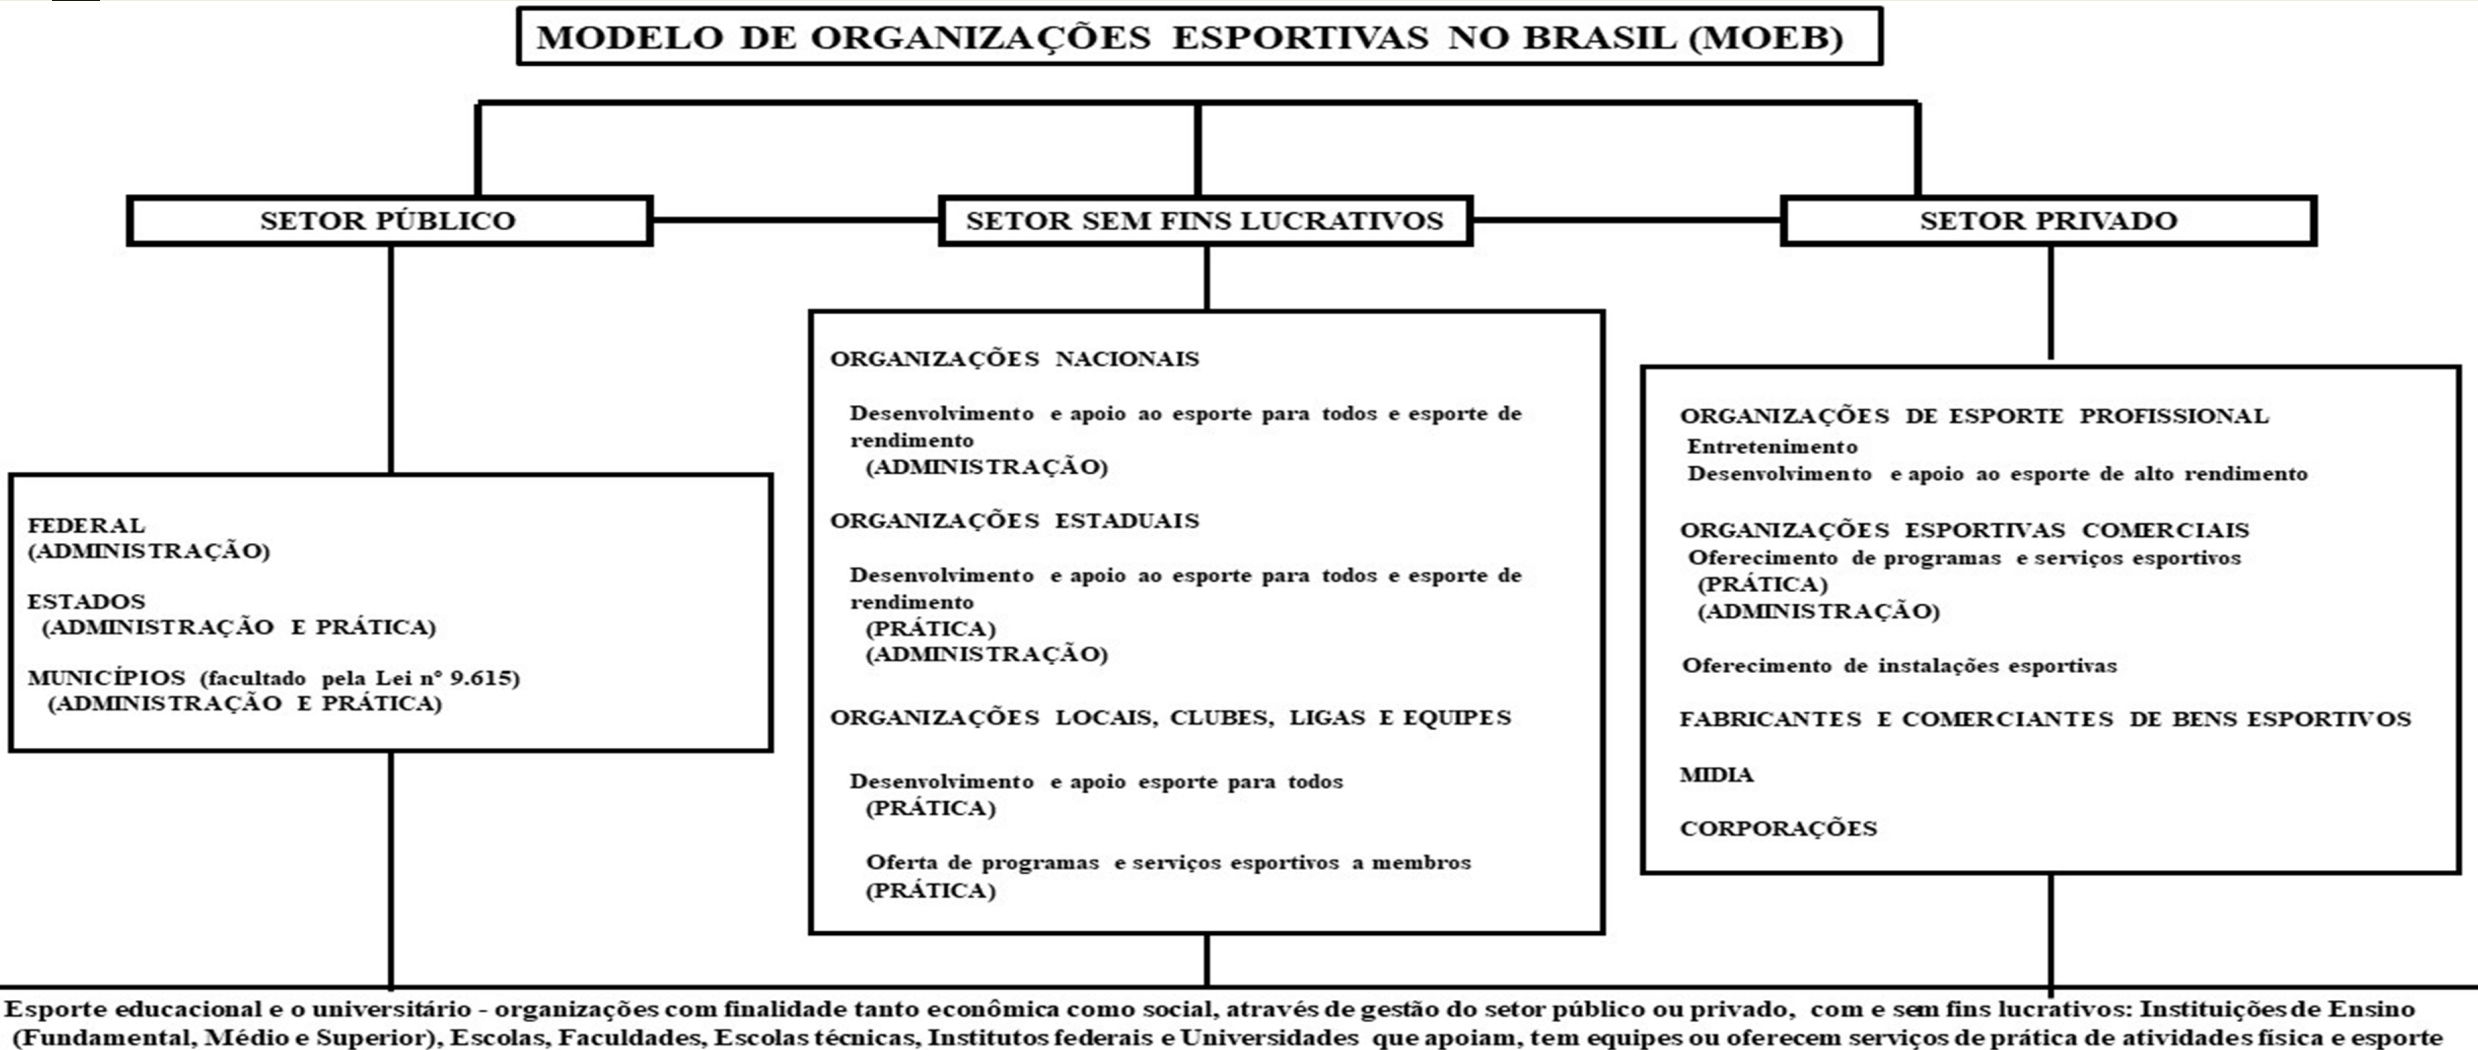 MODELO DE ORGANIZAÇÕES ESPORTIVAS NO BRASIL (MOEB)
SETOR PÚBLICO
SETOR SEM FINS LUCRATIVOS
SETOR PRIVADO
FEDERAL
(ADMINISTRAÇÃO)
ESTADOS
(ADMINISTRAÇÃO E PRÁTICA)
MUNICÍPIOS (facultado pela Lei nº 9.615)
(ADMINISTRAÇÃO E PRÁTICA)
ORGANIZAÇÕES NACIONAIS
Desenvolvimento e apoio ao esporte para todos e esporte de
rendimento
(ADMINISTRAÇÃO)
ORGANIZAÇÕES ESTADUAIS
Desenvolvimento e apoio ao esporte para todos e esporte de
rendimento
(PRÁTICA)
(ADMINISTRAÇÃO)
ORGANIZAÇÕES LOCAIS, CLUBES, LIGAS E EQUIPES
Desenvolvimento e apoio esporte para todos
(PRÁTICA)
Oferta de programas e serviços esportivos a membros
(PRÁTICA)
ORGANIZAÇÕES DE ESPORTE PROFISSIONAL
Entretenimento
Desenvolvimento e apoio ao esporte de alto rendimento
ORGANIZAÇÕES ESPORTIVAS COMERCIAIS
Oferecimento de programas e serviços esportivos
(PRÁTICA)
(ADMINISTRAÇÃO)
Oferecimento de instalações esportivas
FABRICANTES E COMERCIANTES DE BENS ESPORTIVOS
MIDIA
CORPORAÇÕES
Esporte educacional e o universitário - organizações com finalidade tanto econômica como social, através de gestão do setor público ou privado, com e sem fins lucrativos: Instituições de Ensino
(Fundamental, Médio e Superior), Escolas, Faculdades, Escolas técnicas, Institutos federais e Universidades que apoiam, tem equipes ou oferecem serviços de prática de atividades física e esporte